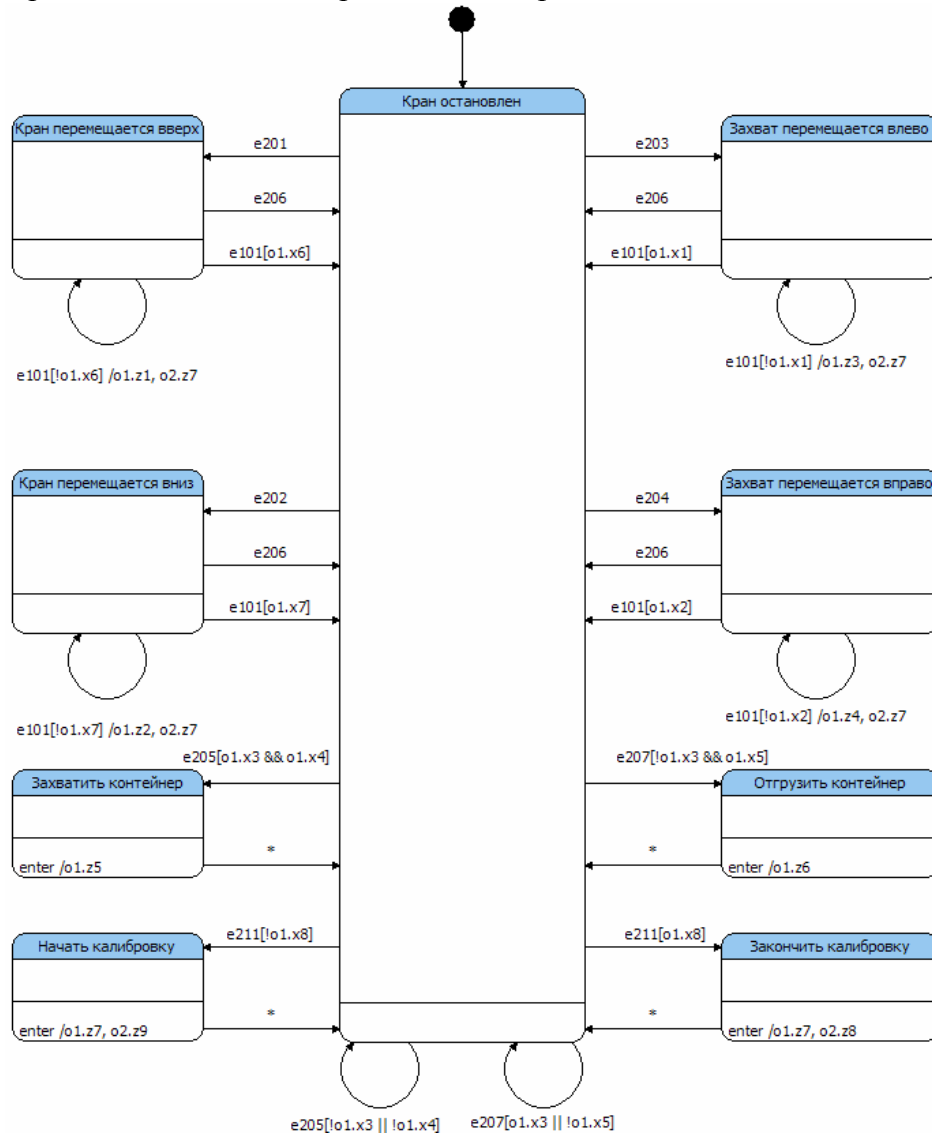 Кран остановлен
Кран перемещается вверх
e201
e206
e101[o1.x6]
e101[!o1.x6] /o1.z1, o2.z7
Захват перемещается влево
e203
e206
e101[o1.x1]
e101[!o1.x1] /o1.z3, o2.z7
Кран перемещается вниз
e202
e206
e101[o1.x7]
e101[!o1.x7] /o1.z2, o2.z7
Захват перемещается вправо
e204
e206
e101[o1.x2]
e101[!o1.x2] /o1.z4, o2.z7
e205[o1.x3 && o1.x4]
Захватить контейнер
*
enter /o1.z5
e207[!o1.x3 && o1.x5]
Отгрузить контейнер
*
enter /o1.z6
Начать калибровку
e211[!o1.x8]
*
enter /o1.z7, o2.z9
e211[o1.x8]
Закончить калибровку
*
enter /o1.z7, o2.z8
e205[!o1.x3 || !o1.x4]
e207[o1.x3 || !o1.x5]